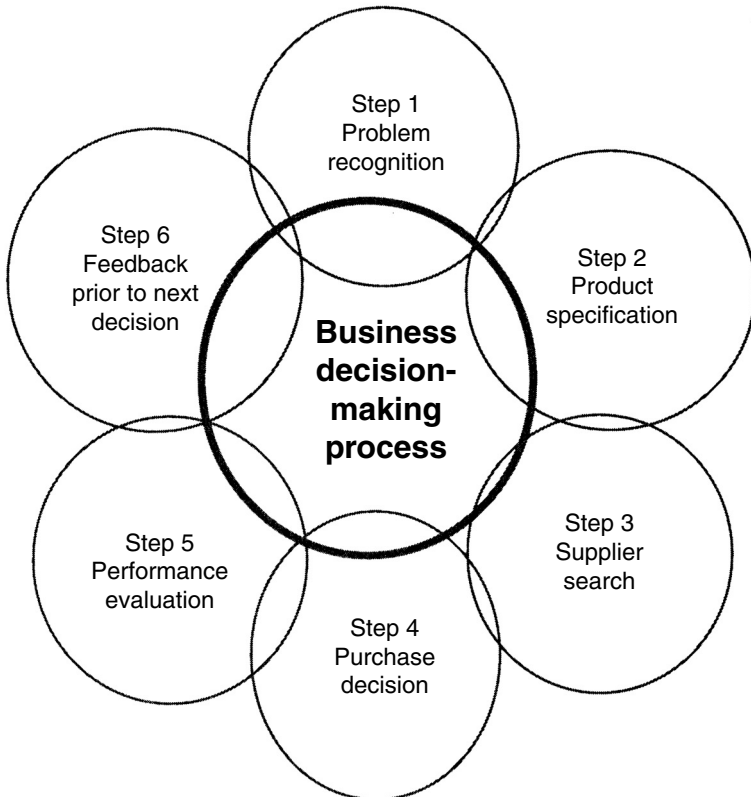 Step 1
Problem
recognition
Step 2
Product
specification
Step 3
Supplier
search
Step 4
Purchase
decision
Step 5
Performance
evaluation
Step 6
Feedback
prior to next
decision
Business
decision-
making
process